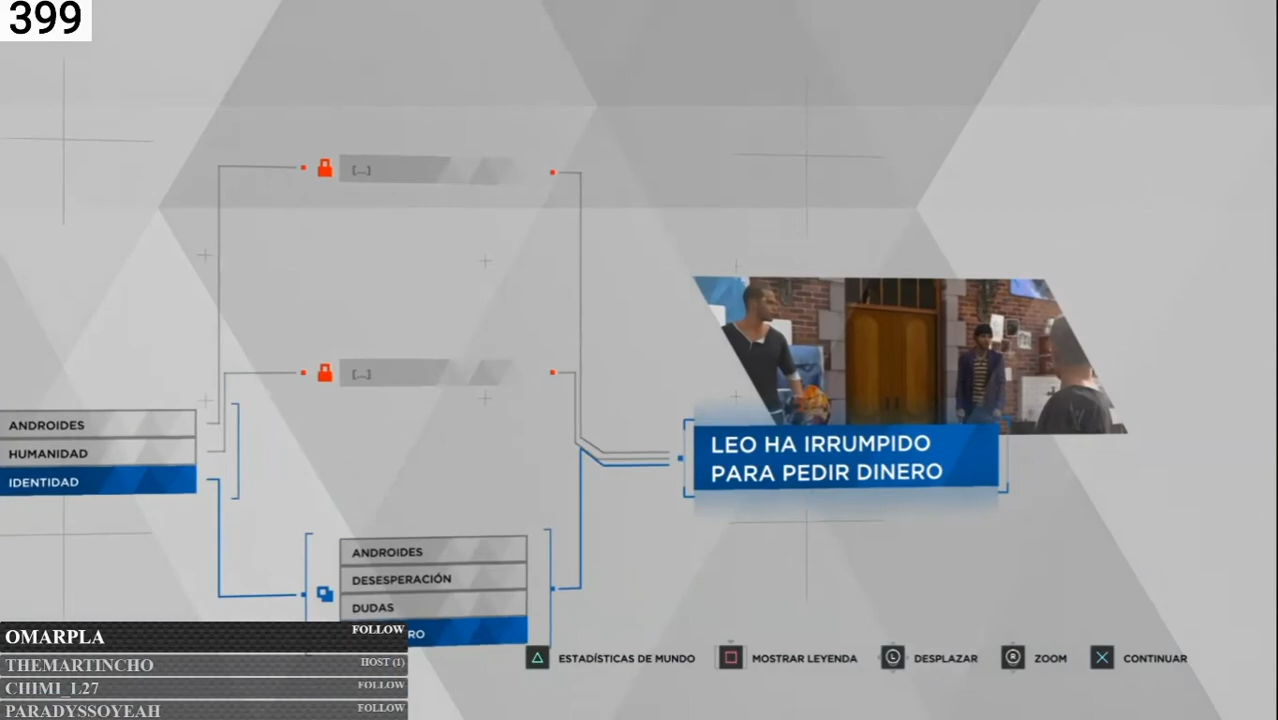 399
[...]
[...]
ANDROIDES
HUMANIDAD
IDENTIDAD
LEO HA IRRUMPIDO
PARA PEDIR DINERO
ANDROIDES
DESESPERACIÓN
DUDAS
RO
OMARPLA FOLLOW
THEMARTINCHO HOST (1)
CHIMI_L27 FOLLOW
PARADYSSOYEAH FOLLOW
ESTADÍSTICAS DE MUNDO
MOSTRAR LEYENDA
L DESPLAZAR
R ZOOM
CONTINUAR